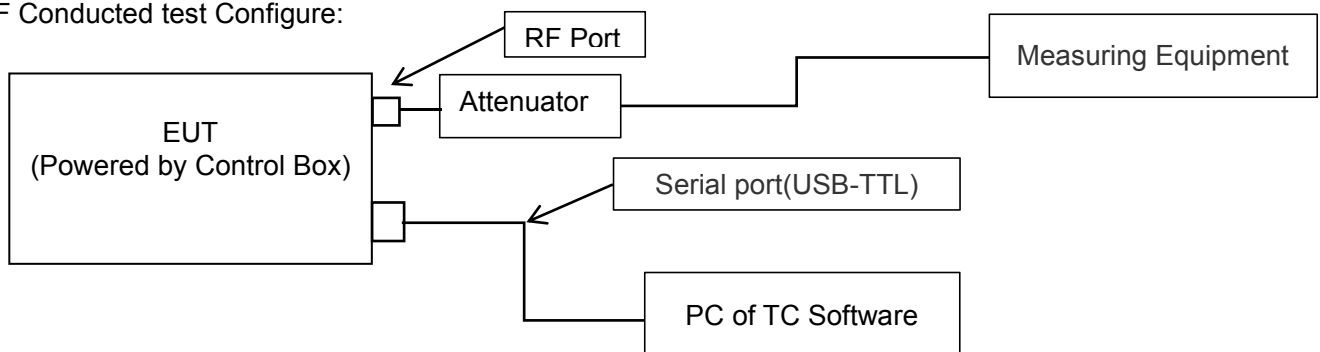 F Conducted test Configure:
RF Port
Measuring Equipment
Attenuator
EUT
(Powered by Control Box)
Serial port(USB-TTL)
PC of TC Software